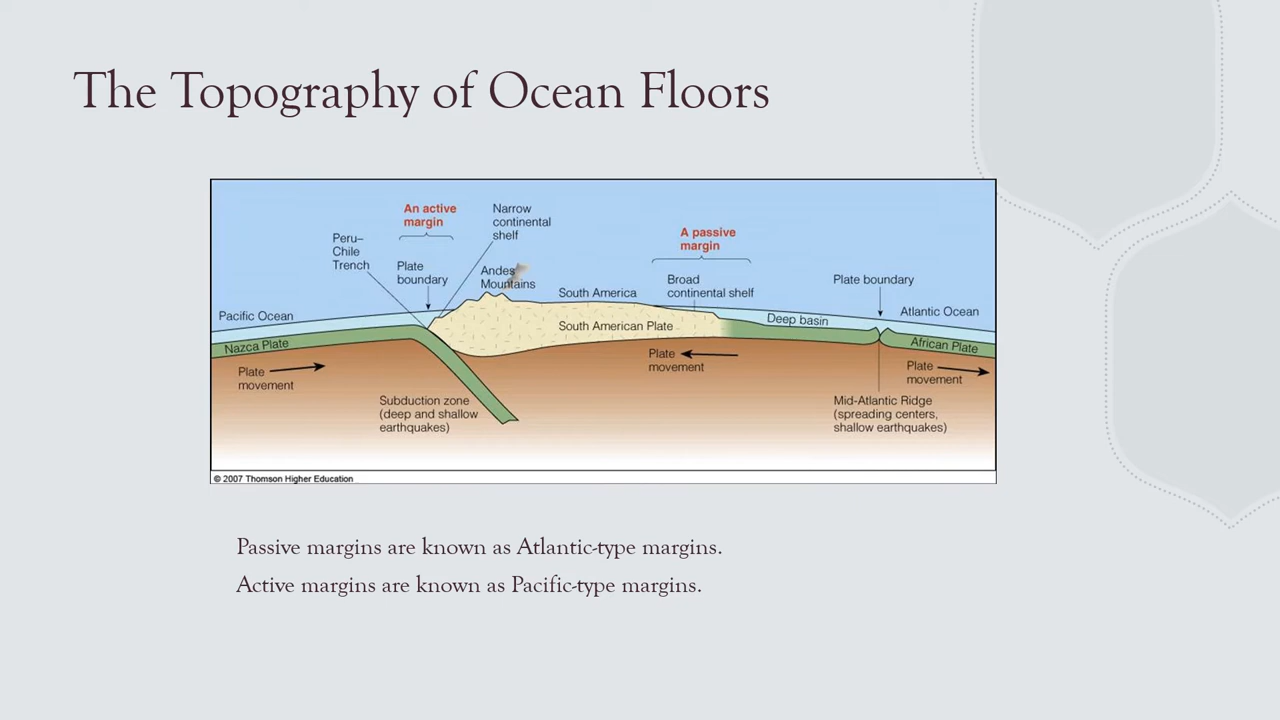 The Topography of Ocean Floors
An active
margin
Narrow
continental
shelf
Peru–
Chile
Trench
Plate
boundary
Andes
Mountains
A passive
margin
Broad
continental shelf
Plate boundary
South America
Pacific Ocean
Atlantic Ocean
South American Plate
Deep basin
Nazca Plate
African Plate
Plate
movement
Plate
movement
Plate
movement
Subduction zone
(deep and shallow
earthquakes)
Mid-Atlantic Ridge
(spreading centers,
shallow earthquakes)
© 2007 Thomson Higher Education
Passive margins are known as Atlantic-type margins.
Active margins are known as Pacific-type margins.